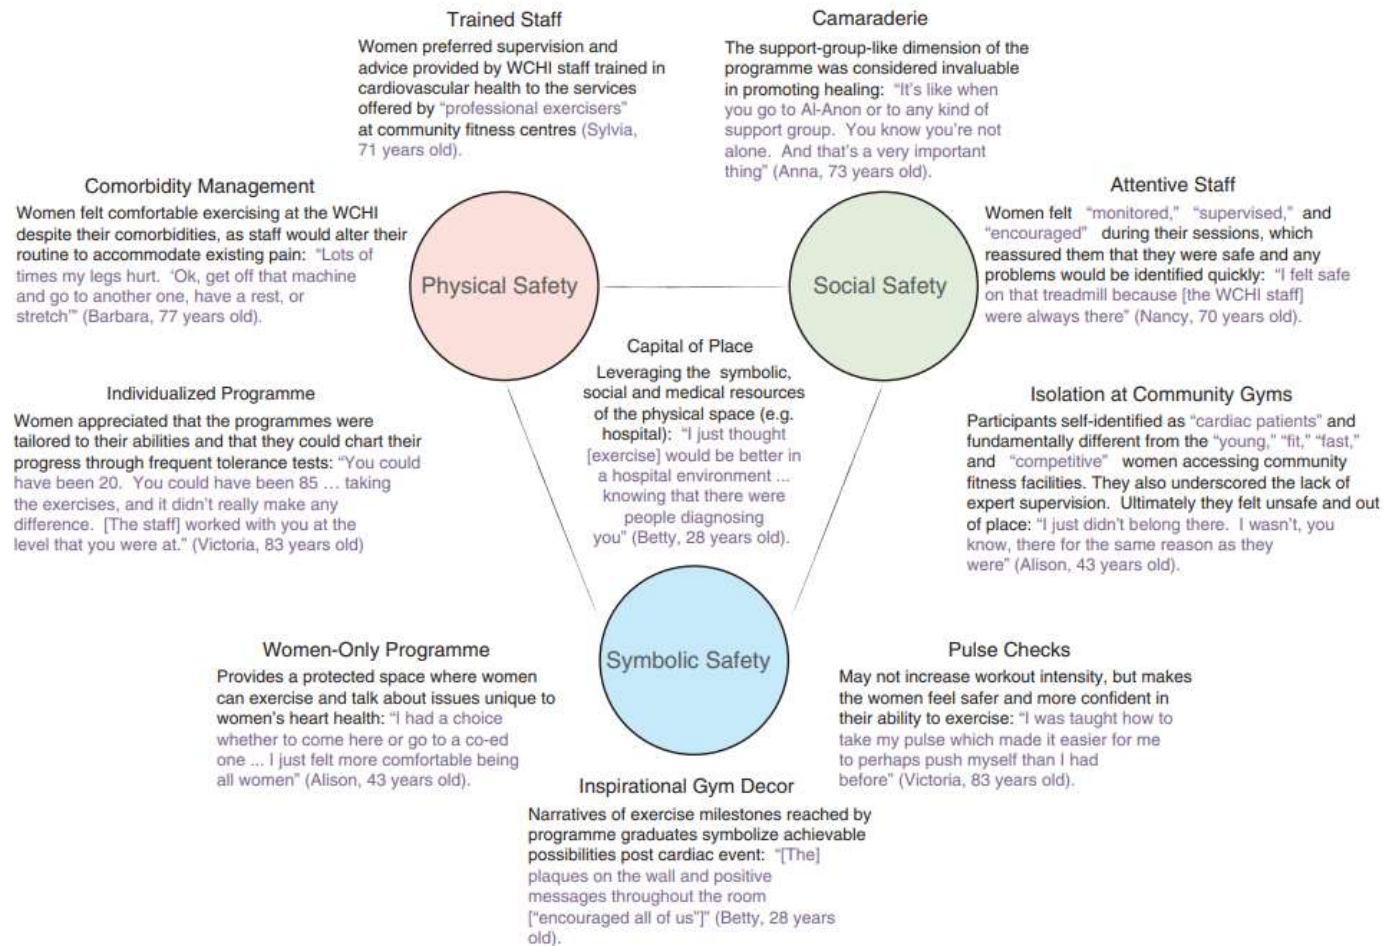 Trained Staff
Women preferred supervision and
advice provided by WCHI staff trained in
cardiovascular health to the services
offered by “professional exercisers”
at community fitness centres (Sylvia,
71 years old).
Camaraderie
The support-group-like dimension of the
programme was considered invaluable
in promoting healing: “It’s like when
you go to Al-Anon or to any kind of
support group. You know you’re not
alone. And that’s a very important
thing” (Anna, 73 years old).
Comorbidity Management
Women felt comfortable exercising at the WCHI
despite their comorbidities, as staff would alter their
routine to accommodate existing pain: “Lots of
times my legs hurt. ‘Ok, get off that machine
and go to another one, have a rest, or
stretch’” (Barbara, 77 years old).
Physical Safety
Social Safety
Attentive Staff
Women felt “monitored,” “supervised,” and
“encouraged” during their sessions, which
reassured them that they were safe and any
problems would be identified quickly: “I felt safe
on that treadmill because [the WCHI staff]
were always there” (Nancy, 70 years old).
Capital of Place
Leveraging the symbolic,
social and medical resources
of the physical space (e.g.
hospital): “I just thought
[exercise] would be better in
a hospital environment ...
knowing that there were
people diagnosing
you” (Betty, 28 years old).
Individualized Programme
Women appreciated that the programmes were
tailored to their abilities and that they could chart their
progress through frequent tolerance tests: “You could
have been 20. You could have been 85 ... taking
the exercises, and it didn’t really make any
difference. [The staff] worked with you at the
level that you were at.” (Victoria, 83 years old)
Isolation at Community Gyms
Participants self-identified as “cardiac patients” and
fundamentally different from the “young,” “fit,” “fast,”
and “competitive” women accessing community
fitness facilities. They also underscored the lack of
expert supervision. Ultimately they felt unsafe and out
of place: “I just didn’t belong there. I wasn’t, you
know, there for the same reason as they
were” (Alison, 43 years old).
Women-Only Programme
Provides a protected space where women
can exercise and talk about issues unique to
women’s heart health: “I had a choice
whether to come here or go to a co-ed
one ... I just felt more comfortable being
all women” (Alison, 43 years old).
Symbolic Safety
Pulse Checks
May not increase workout intensity, but makes
the women feel safer and more confident in
their ability to exercise: “I was taught how to
take my pulse which made it easier for me
to perhaps push myself than I had
before” (Victoria, 83 years old).
Inspirational Gym Decor
Narratives of exercise milestones reached by
programme graduates symbolize achievable
possibilities post cardiac event: “[The]
plaques on the wall and positive
messages throughout the room
[“encouraged all of us”]” (Betty, 28 years
old).